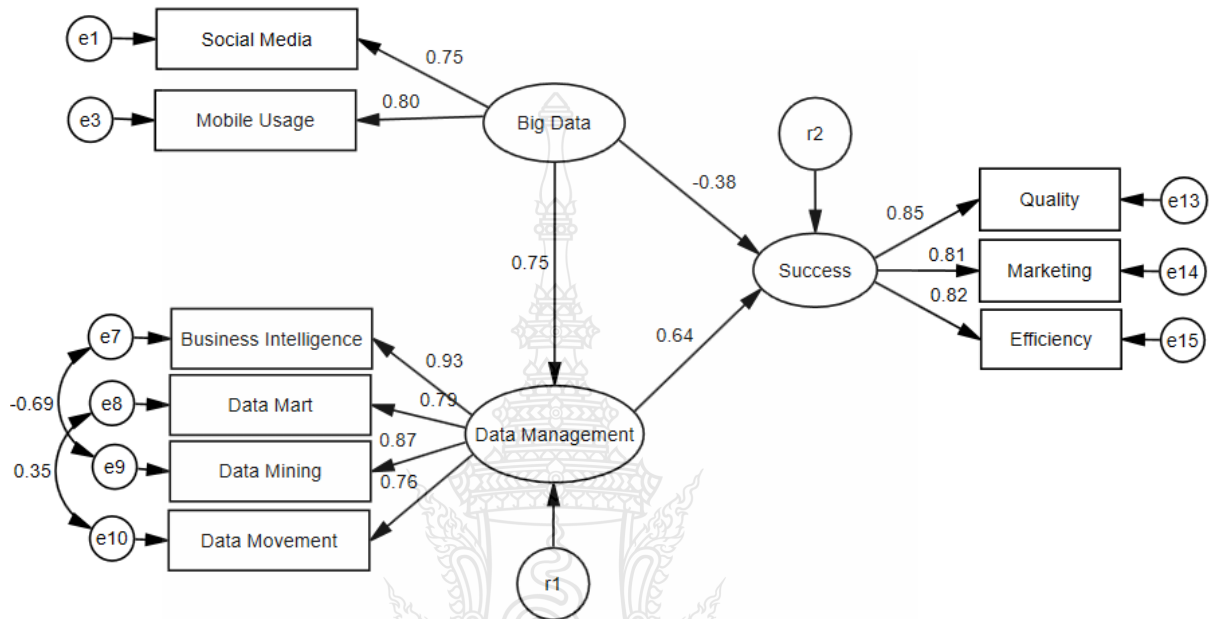 e1
Social Media
0.75
e3
Mobile Usage
0.80
Big Data
r2
-0.38
Quality
e13
0.85
Success
0.81
Marketing
e14
0.82
Efficiency
e15
0.75
0.64
e7
Business Intelligence
0.93
-0.69
e8
Data Mart
0.79
Data Management
0.87
0.35
e9
Data Mining
0.76
e10
Data Movement
r1